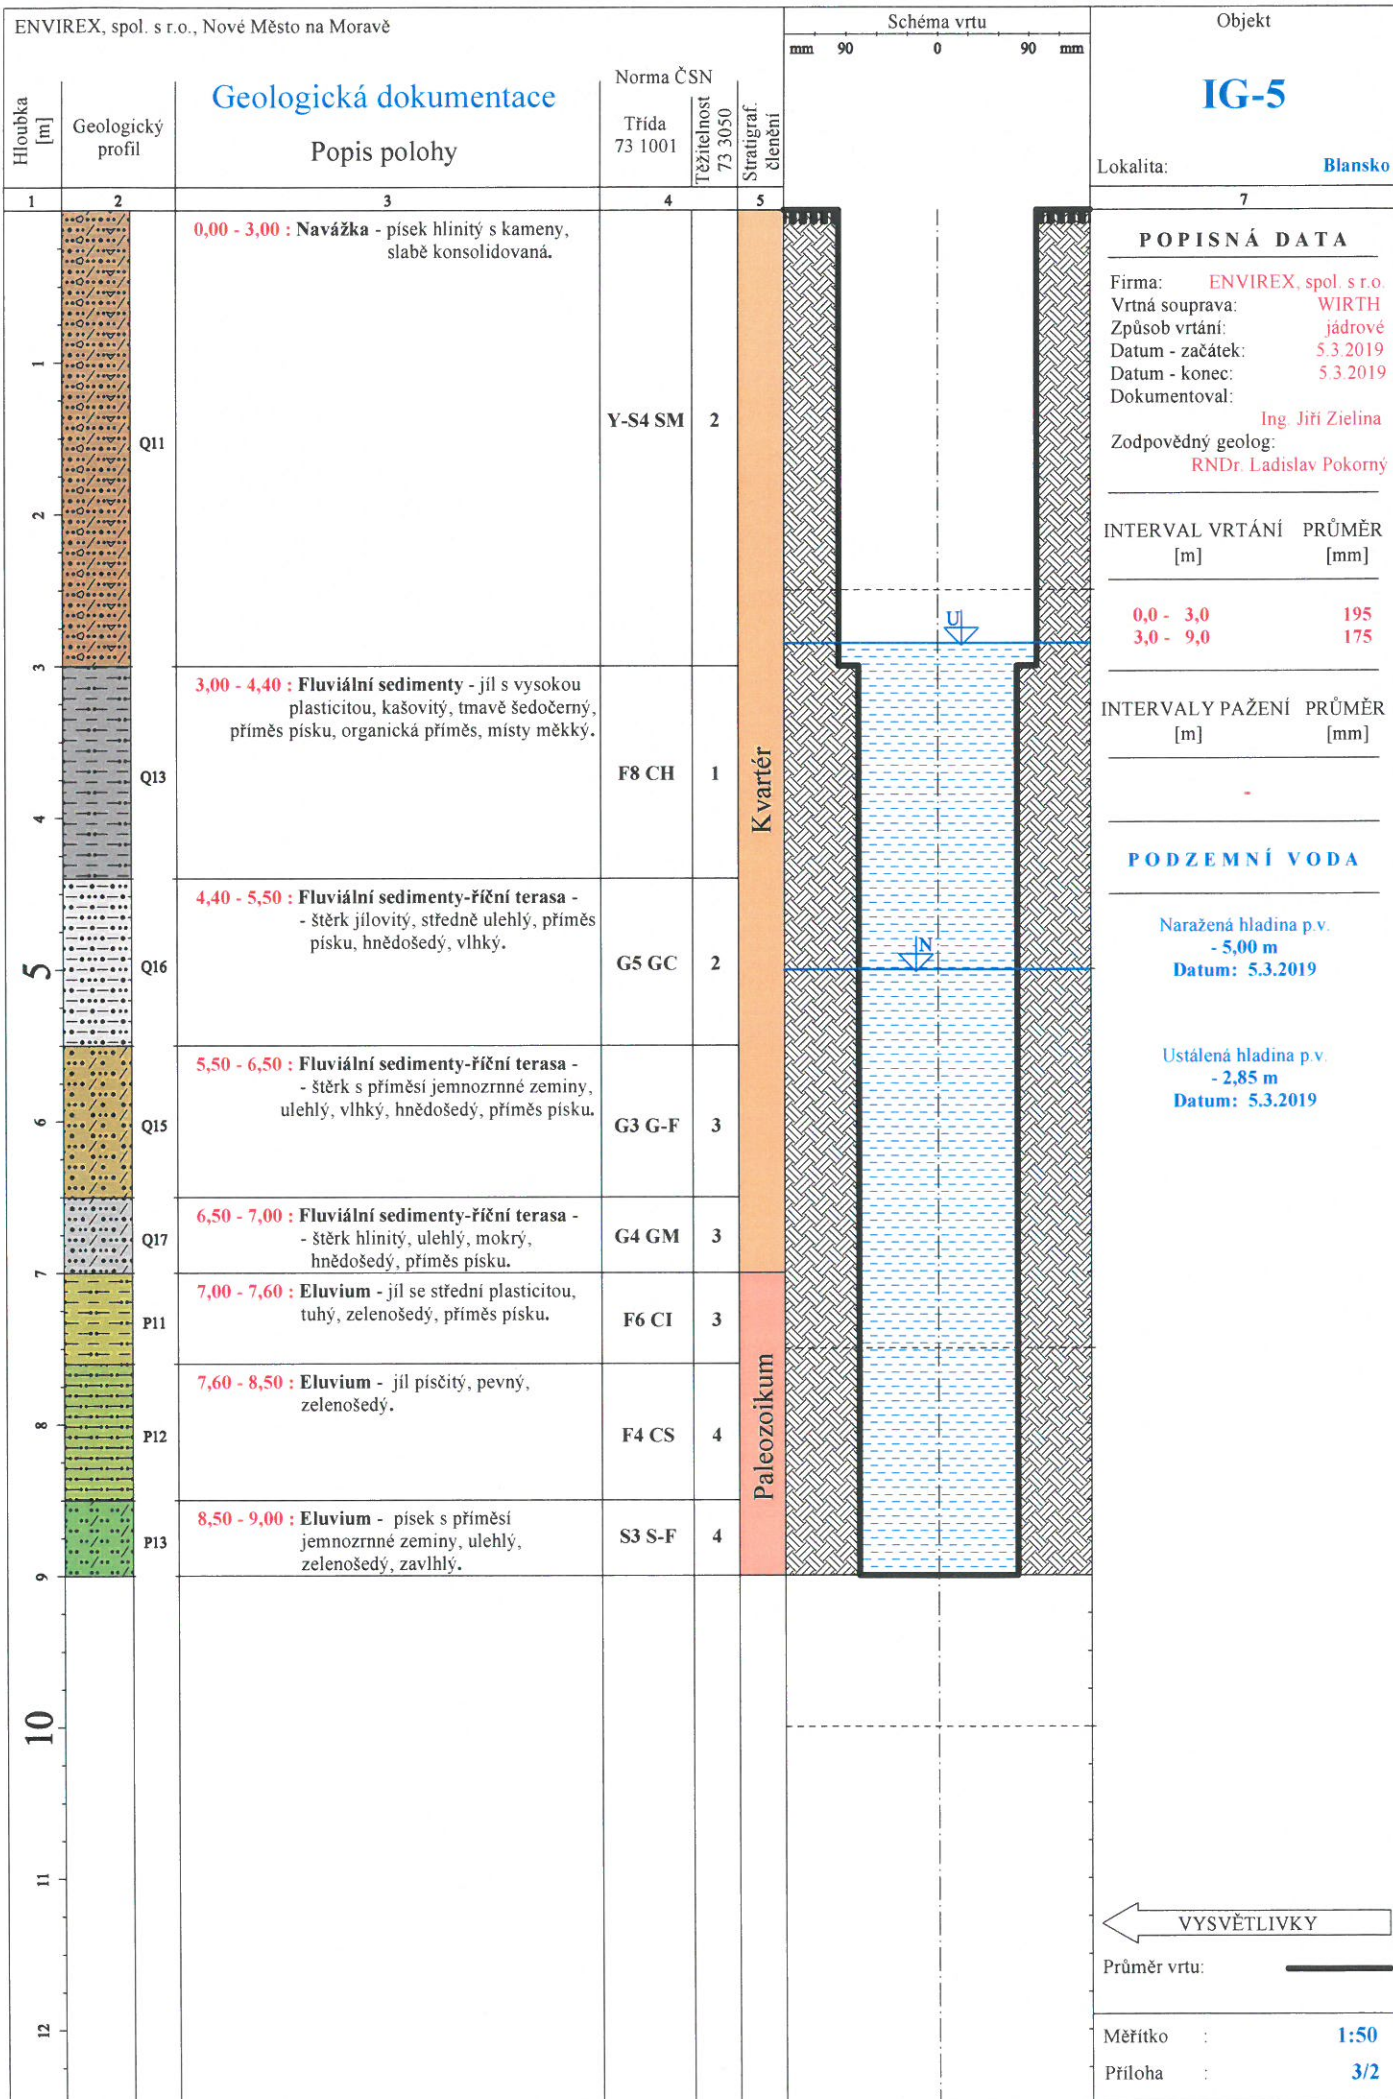 ENVIREX, spol. s r.o., Nové Město na Moravě
Hloubka
[m]
Geologický
profil
Geologická dokumentace
Popis polohy
Norma ČSN
Třída
73 1001
Těžitelnost
73 3050
Stratigraf.
členění
Schéma vrtu
mm 90 0 90 mm
Objekt
IG-5
Lokalita: Blansko
1 2 3 4 5 7
0,00 - 3,00 : Navážka - písek hlinitý s kameny,
slabě konsolidovaná.
Q11
Y-S4 SM 2
3,00 - 4,40 : Fluviální sedimenty - jíl s vysokou
plasticitou, kašovitý, tmavě šedočerný,
příměs písku, organická příměs, místy měkký.
Q13
F8 CH 1
4,40 - 5,50 : Fluviální sedimenty-říční terasa -
- štěrk jílovitý, středně ulehlý, příměs
písku, hnědošedý, vlhký.
Q16
G5 GC 2
5,50 - 6,50 : Fluviální sedimenty-říční terasa -
- štěrk s příměsí jemnozrnné zeminy,
ulehlý, vlhký, hnědošedý, příměs písku.
Q15
G3 G-F 3
6,50 - 7,00 : Fluviální sedimenty-říční terasa -
- štěrk hlinitý, ulehlý, mokrý,
hnědošedý, příměs písku.
Q17
G4 GM 3
7,00 - 7,60 : Eluvium - jíl se střední plasticitou,
tuhý, zelenošedý, příměs písku.
P11
F6 CI 3
7,60 - 8,50 : Eluvium - jíl písčitý, pevný,
zelenošedý.
P12
F4 CS 4
8,50 - 9,00 : Eluvium - písek s příměsí
jemnozrnné zeminy, ulehlý,
zelenošedý, zavlhlý.
P13
S3 S-F 4
1
2
3
4
5
6
7
8
9
10
11
12
Kvartér
Paleozoikum
U
N
POPISNÁ DATA
Firma: ENVIREX, spol. s r.o.
Vrtná souprava: WIRTH
Způsob vrtání: jádrové
Datum - začátek: 5.3.2019
Datum - konec: 5.3.2019
Dokumentoval:
Ing. Jiří Zielina
Zodpovědný geolog:
RNDr. Ladislav Pokorný
INTERVAL VRTÁNÍ PRŮMĚR
[m] [mm]
0,0 - 3,0 195
3,0 - 9,0 175
INTERVALY PAŽENÍ PRŮMĚR
[m] [mm]
-
PODZEMNÍ VODA
Naražená hladina p.v.
- 5,00 m
Datum: 5.3.2019
Ustálená hladina p.v.
- 2,85 m
Datum: 5.3.2019
VYSVĚTLIVKY
Průměr vrtu:
Měřítko : 1:50
Příloha : 3/2